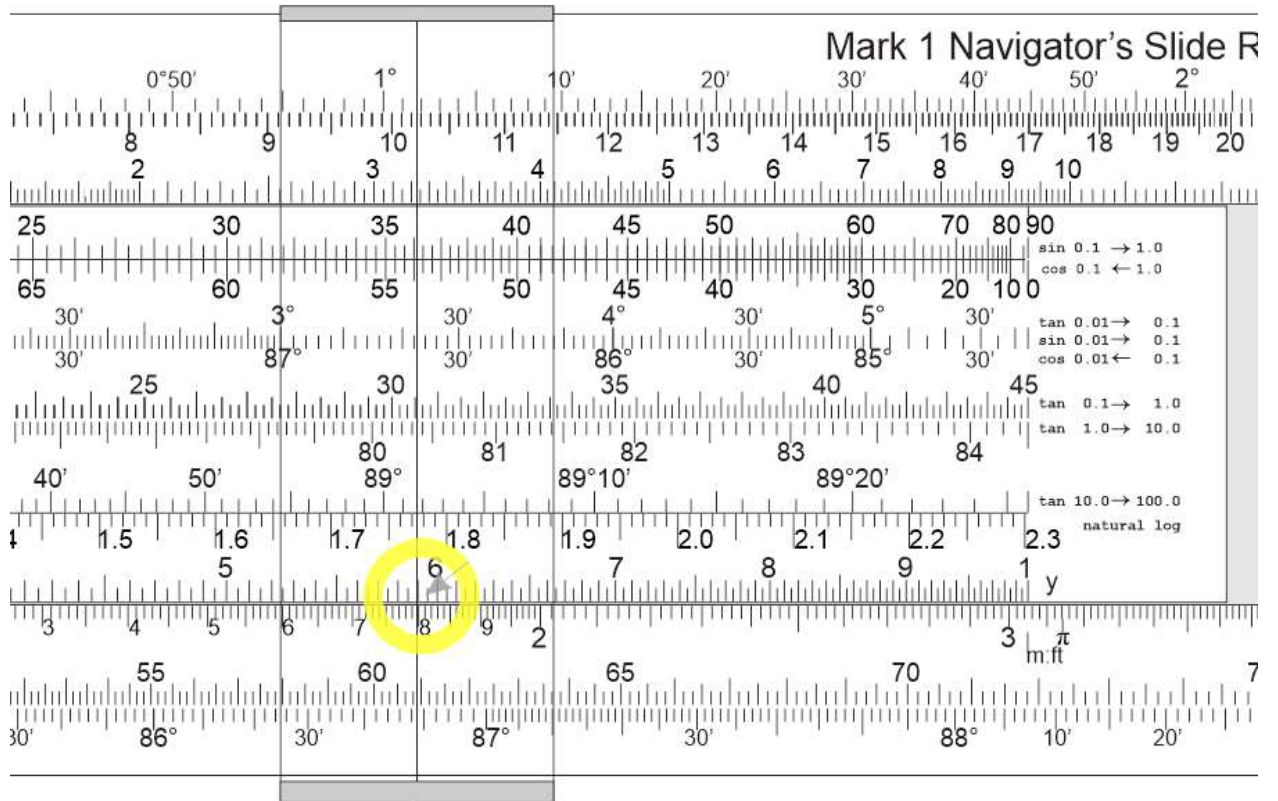 Mark 1 Navigator's Slide R
0°50' 1° 10' 20' 30' 40' 50' 2°
8 9 10 11 12 13 14 15 16 17 18 19 20
2 3 4 5 6 7 8 9 10
25 30 35 40 45 50 60 70 80 90
sin 0.1 → 1.0
cos 0.1 ← 1.0
65 60 55 50 45 40 30 20 10 0
30' 3° 30' 4° 30' 5° 30'
tan 0.01→ 0.1
sin 0.01→ 0.1
cos 0.01← 0.1
30' 87° 30' 86° 30' 85° 30'
25 30 35 40 45
tan 0.1→ 1.0
tan 1.0→ 10.0
80 81 82 83 84
40' 50' 89° 89°10' 89°20'
tan 10.0→100.0
natural log
1.5 1.6 1.7 1.8 1.9 2.0 2.1 2.2 2.3
5 6 7 8 9 1 y
3 4 5 6 7 8 9 2 3 π
m:ft
55 60 65 70 7
30' 86° 30' 87° 30' 88° 10' 20'